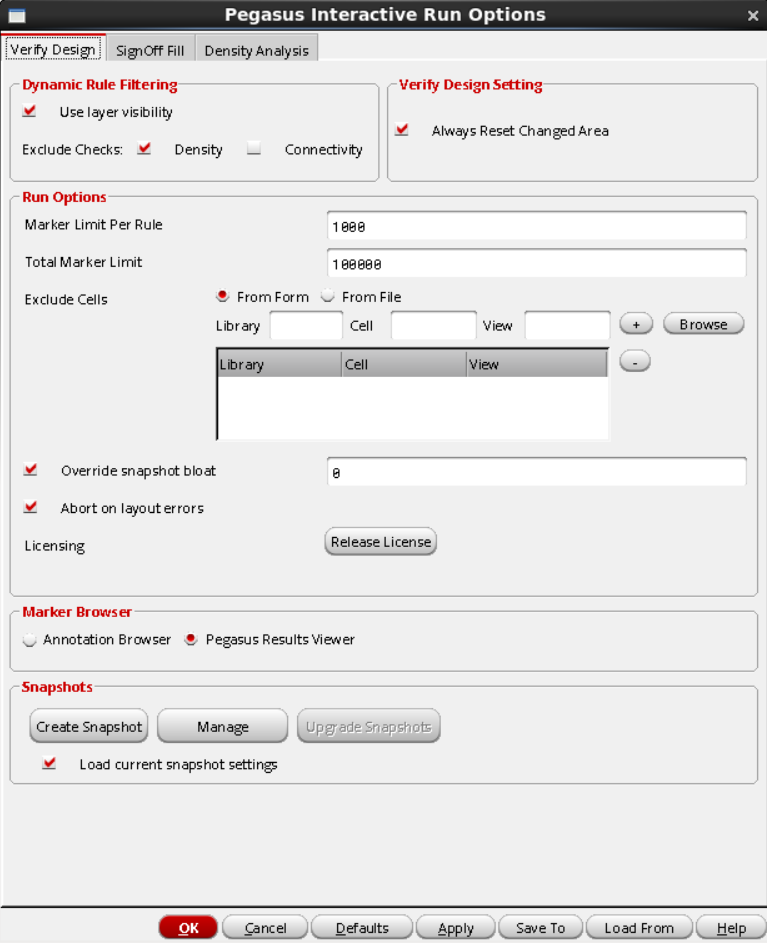 Pegasus Interactive Run Options
Verify Design SignOff Fill Density Analysis
Dynamic Rule Filtering
Use layer visibility
Exclude Checks: Density Connectivity
Verify Design Setting
Always Reset Changed Area
Run Options
Marker Limit Per Rule 1000
Total Marker Limit 100000
Exclude Cells From Form From File
Library Cell View + Browse
Library Cell View -
Override snapshot bloat 0
Abort on layout errors
Licensing Release License
Marker Browser
Annotation Browser Pegasus Results Viewer
Snapshots
Create Snapshot Manage Upgrade Snapshots
Load current snapshot settings
OK Cancel Defaults Apply Save To Load From Help